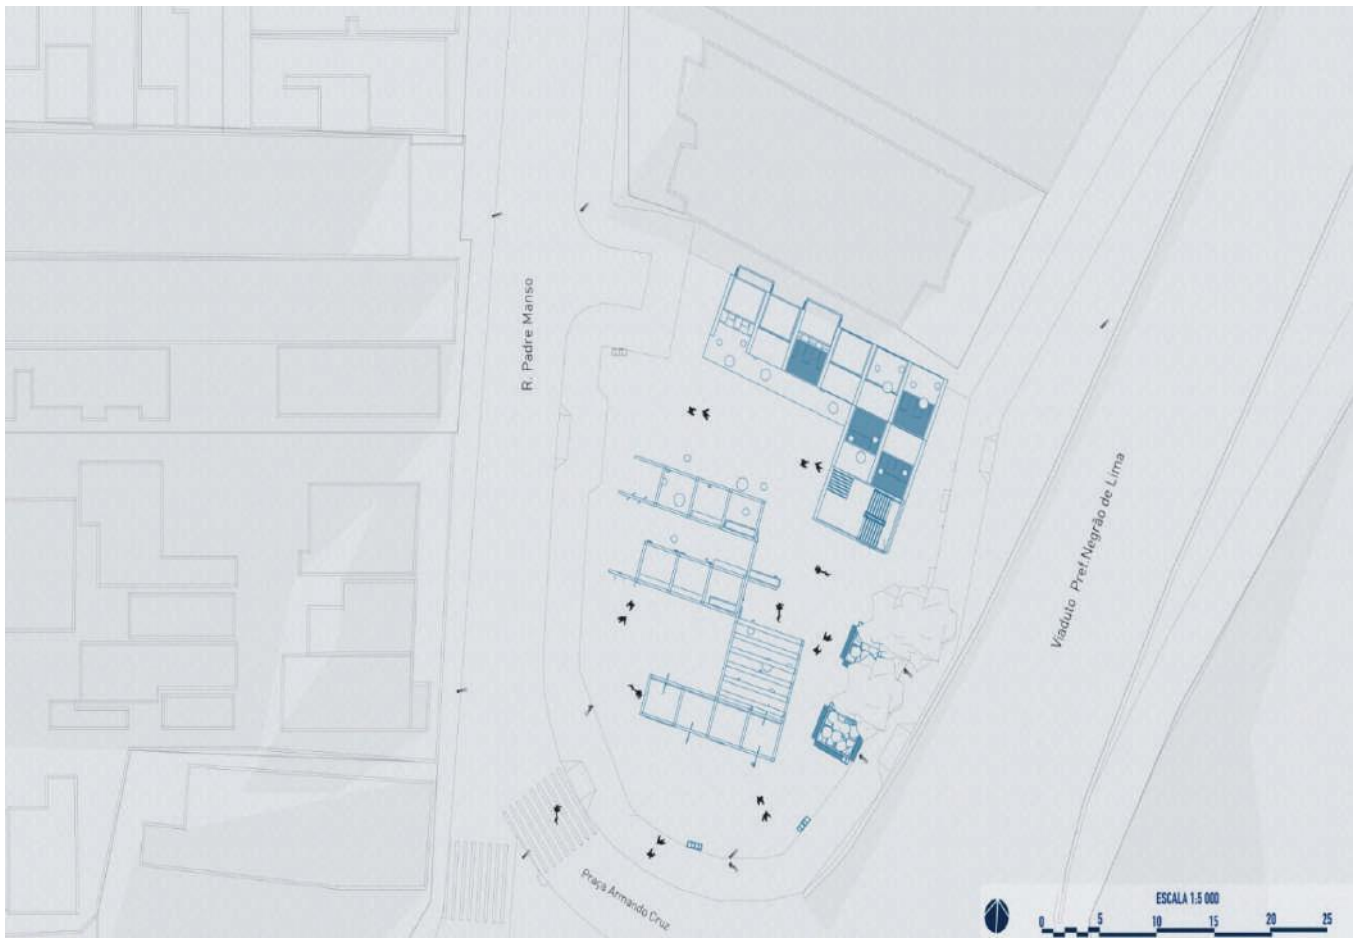 R. Padre Manso
Viaduto Pref.Negrão de Lima
Praça Armando Cruz
ESCALA 1:5 000
0 5 10 15 20 25